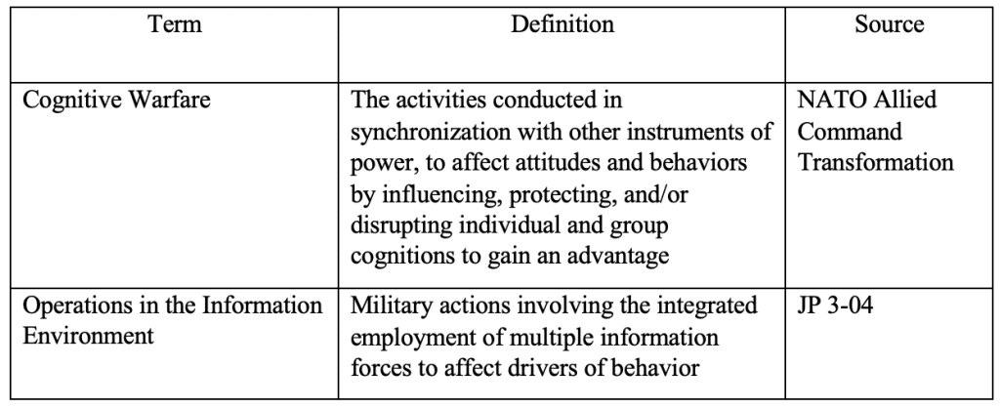 Term
Definition
Source
Cognitive Warfare
The activities conducted in
synchronization with other instruments of
power, to affect attitudes and behaviors
by influencing, protecting, and/or
disrupting individual and group
cognitions to gain an advantage
NATO Allied
Command
Transformation
Operations in the Information
Environment
Military actions involving the integrated
employment of multiple information
forces to affect drivers of behavior
JP 3-04